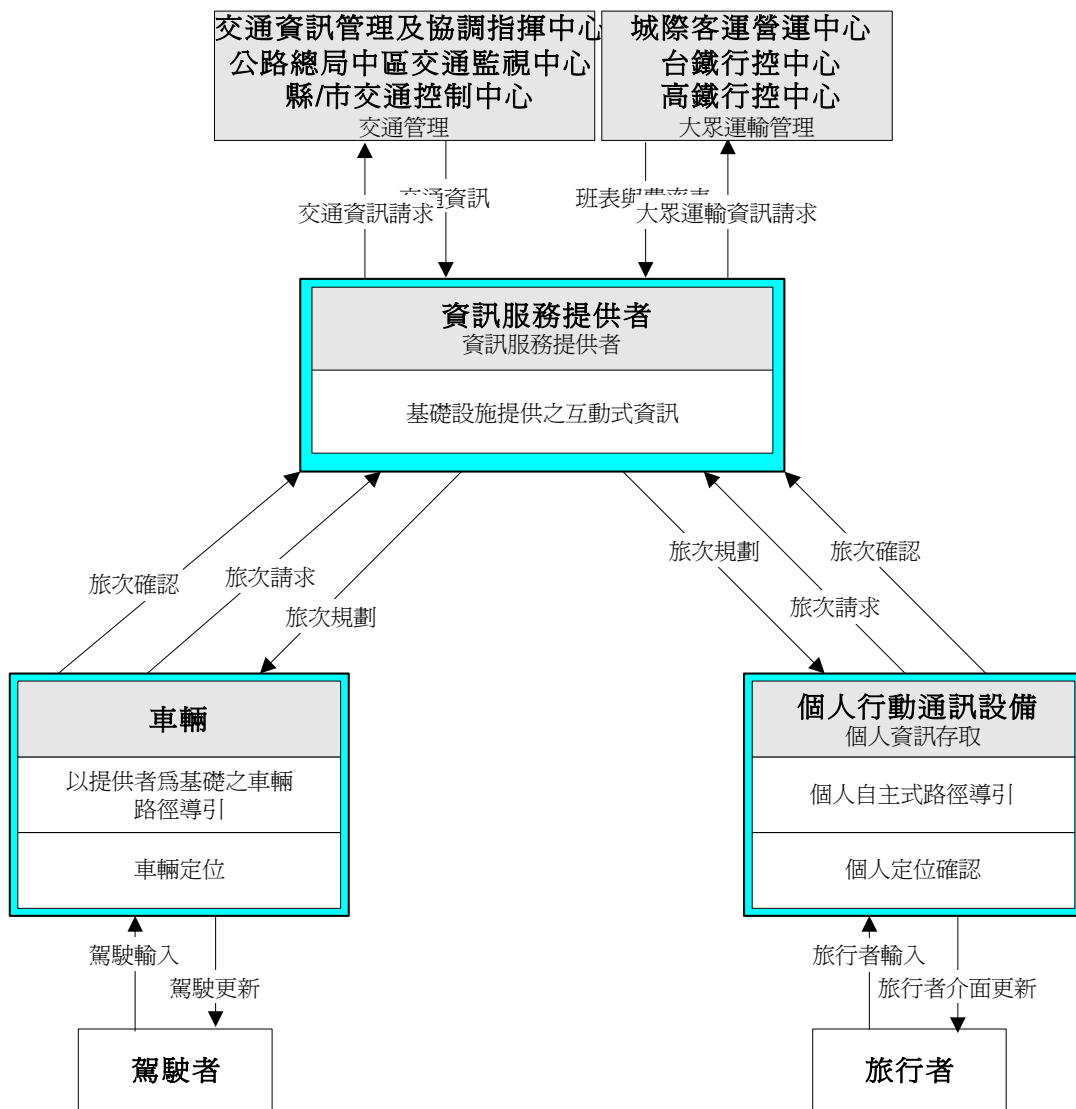 交通資訊管理及協調指揮中心
公路總局中區交通監視中心
縣/市交通控制中心
交通管理
城際客運營運中心
台鐵行控中心
高鐵行控中心
大眾運輸管理
交通資訊
交通資訊請求
班表與費率表
大眾運輸資訊請求
資訊服務提供者
資訊服務提供者
基礎設施提供之互動式資訊
旅次確認
旅次請求
旅次規劃
旅次規劃
旅次確認
旅次請求
車輛
以提供者為基礎之車輛
路徑導引
車輛定位
個人行動通訊設備
個人資訊存取
個人自主式路徑導引
個人定位確認
駕駛輸入
駕駛更新
旅行者輸入
旅行者介面更新
駕駛者
旅行者